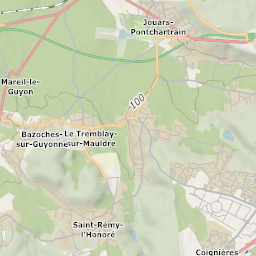 Jouars-
Pontchartrain
Mareil-le-
Guyon
100
Bazoches-
sur-Guyonne
Le Tremblay-
sur-Mauldre
Saint-Rémy-
l'Honoré
Coignières